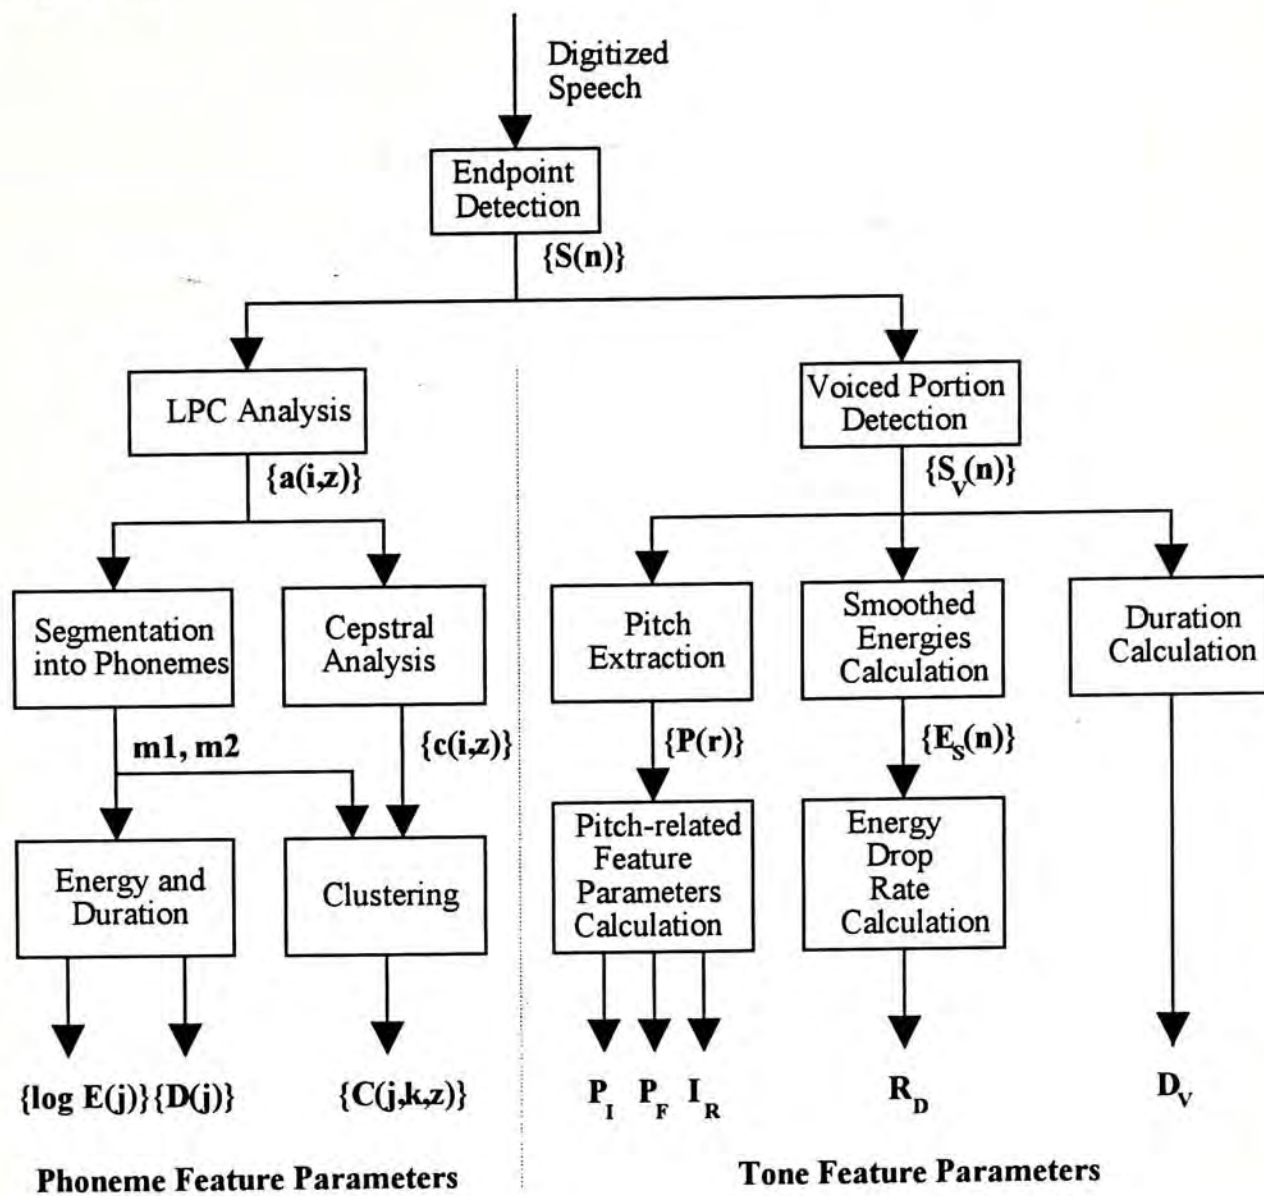 Digitized
Speech
Endpoint
Detection
{S(n)}
LPC Analysis
{a(i,z)}
Voiced Portion
Detection
{S_V(n)}
Segmentation
into Phonemes
Cepstral
Analysis
Pitch
Extraction
Smoothed
Energies
Calculation
Duration
Calculation
m1, m2
{c(i,z)}
{P(r)}
{E_S(n)}
Energy and
Duration
Clustering
Pitch-related
Feature
Parameters
Calculation
Energy
Drop
Rate
Calculation
{log E(j)} {D(j)}
{C(j,k,z)}
P_I P_F I_R
R_D
D_V
Phoneme Feature Parameters
Tone Feature Parameters